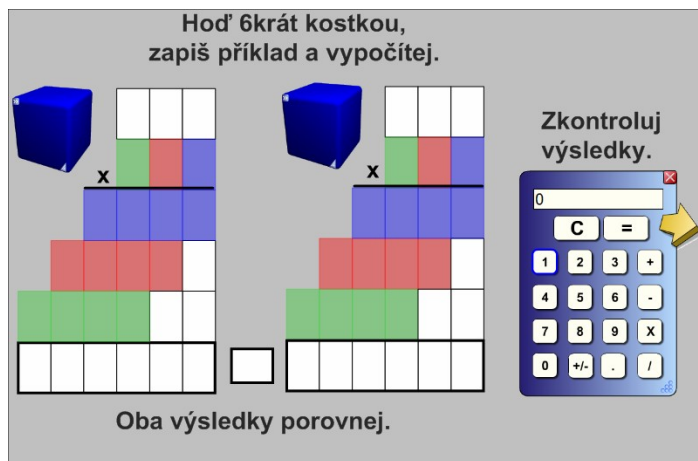 Hoď 6krát kostkou,
zapiš příklad a vypočítej.
x
x
Zkontroluj
výsledky.
0
C =
1 2 3 +
4 5 6 -
7 8 9 X
0 +/- . /
Oba výsledky porovnej.